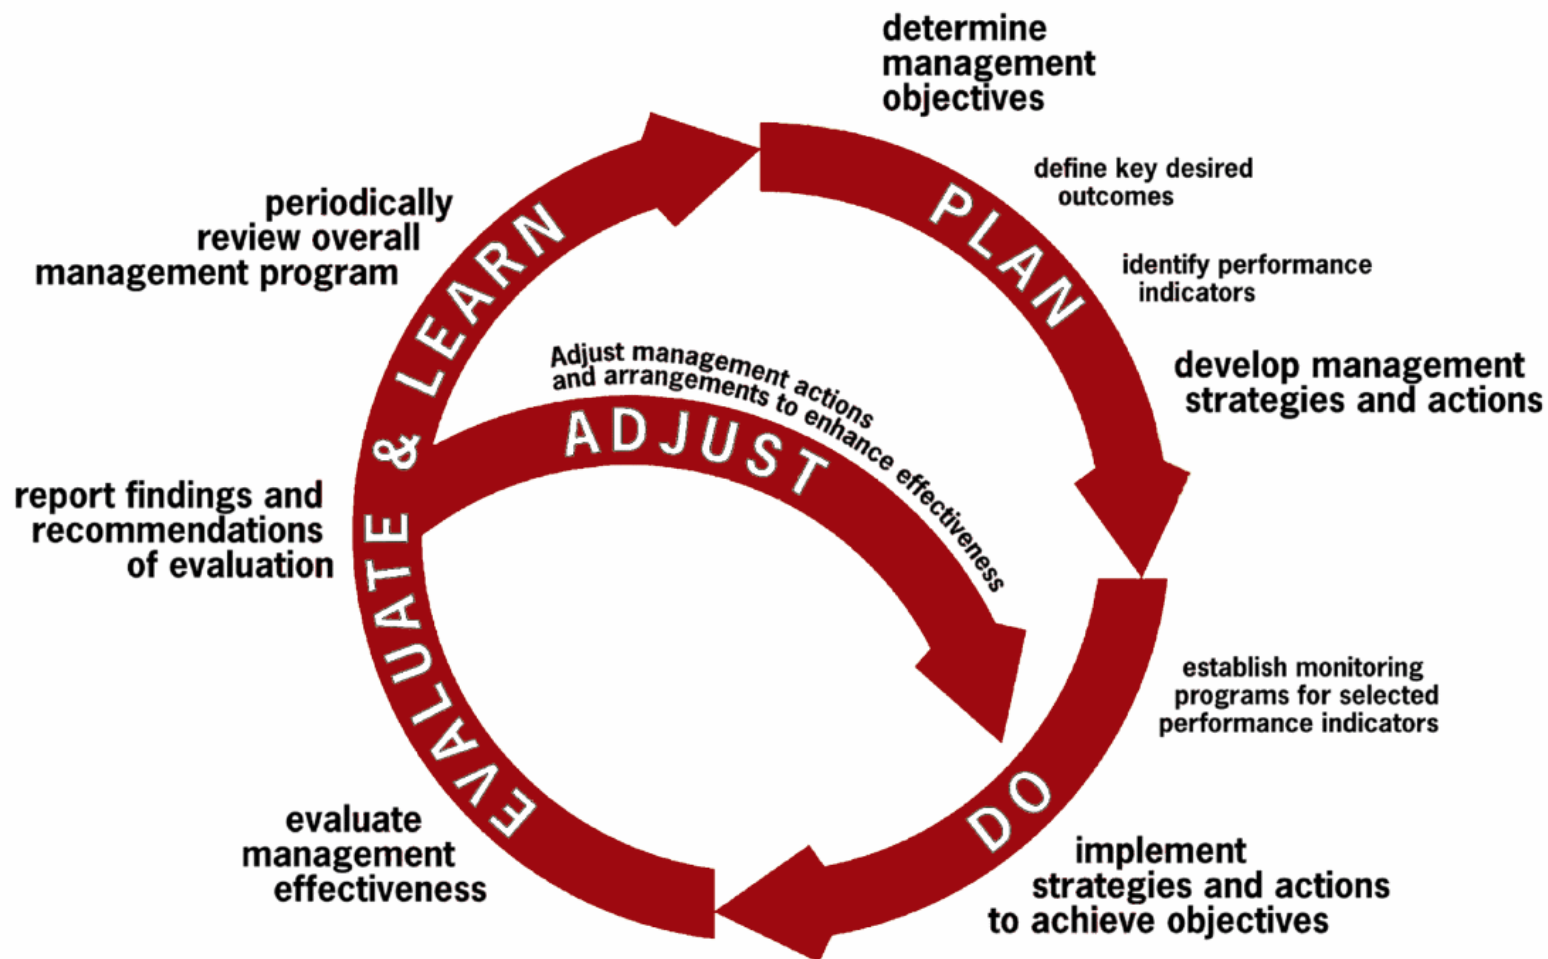 determine
management
objectives
define key desired
outcomes
PLAN
identify performance
indicators
develop management
strategies and actions
establish monitoring
programs for selected
performance indicators
DO
implement
strategies and actions
to achieve objectives
evaluate
management
effectiveness
EVALUATE & LEARN
report findings and
recommendations
of evaluation
periodically
review overall
management program
Adjust management actions
and arrangements to enhance effectiveness
ADJUST